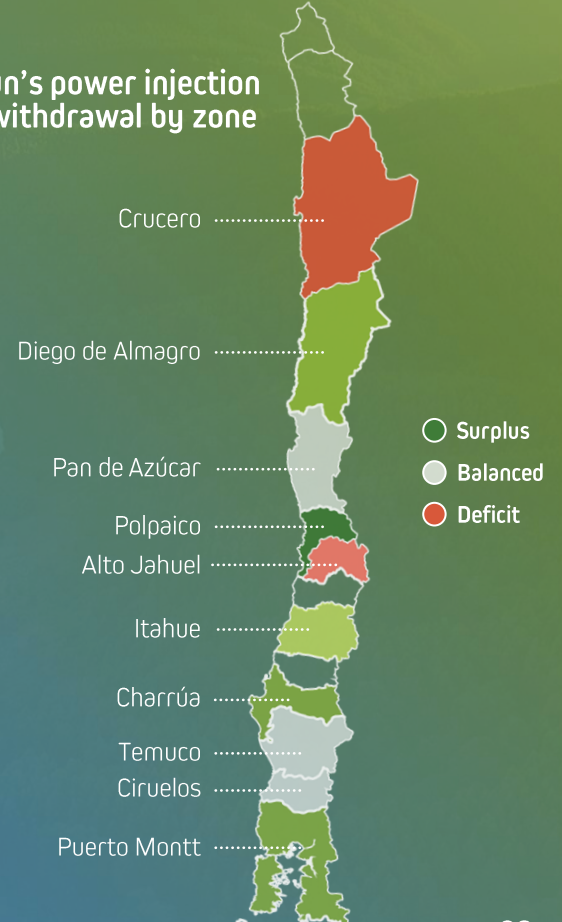 power injection
withdrawal by zone
Crucero
Diego de Almagro
Pan de Azúcar
Polpaico
Alto Jahuel
Itahue
Charrúa
Temuco
Ciruelos
Puerto Montt
Surplus
Balanced
Deficit